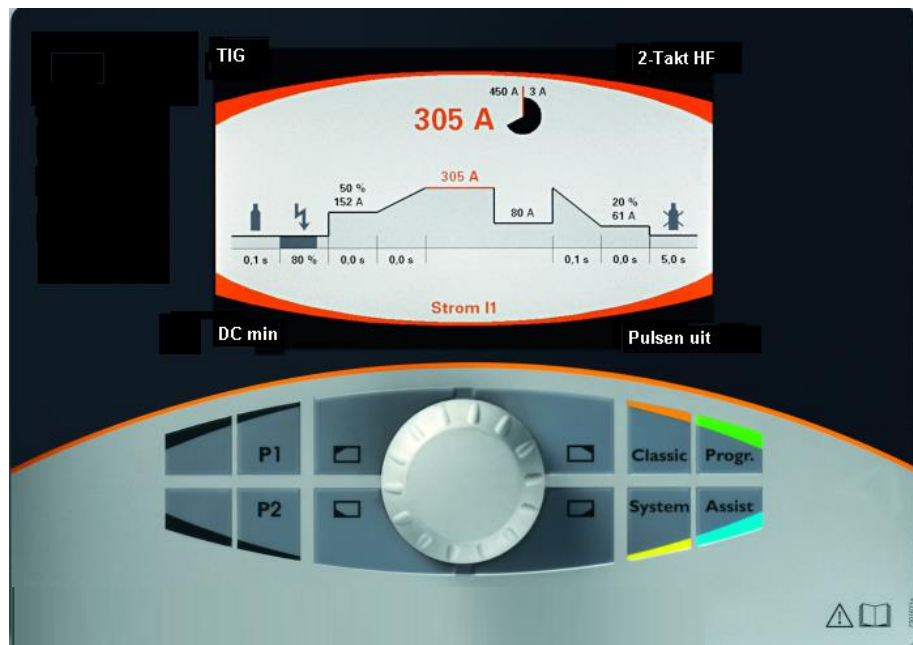 TIG 2-Takt HF
450 A 3 A
305 A
305 A
50 %
152 A
80 A
20 %
61 A
0,1 s 80 % 0,0 s 0,0 s 0,1 s 0,0 s 5,0 s
Strom I1
DC min Pulsen uit
P1 Classic Progr.
P2 System Assist